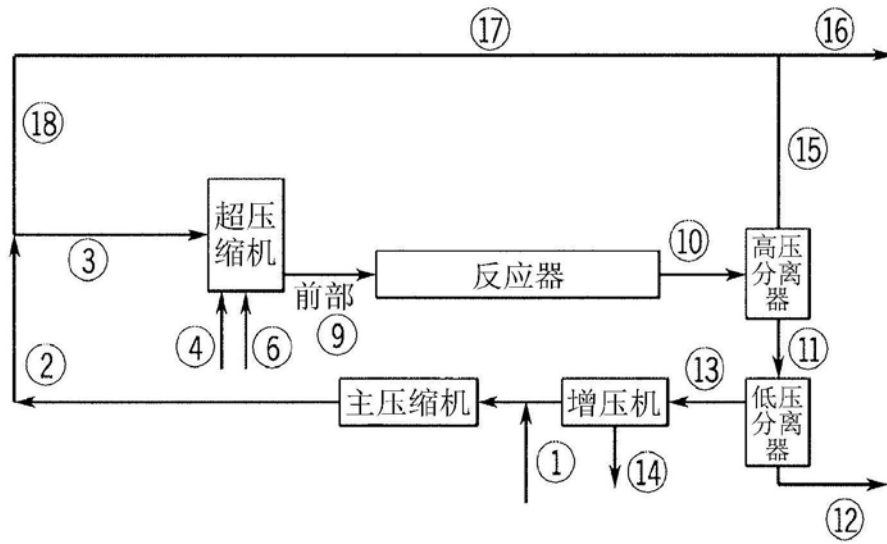 ⑰
⑯
⑱
⑮
超压
缩机
③
⑩
高压
分离
器
反应器
前部
⑨
④
⑥
②
⑪
⑬
主压缩机
增压机
低压
分离
器
①
⑭
⑫